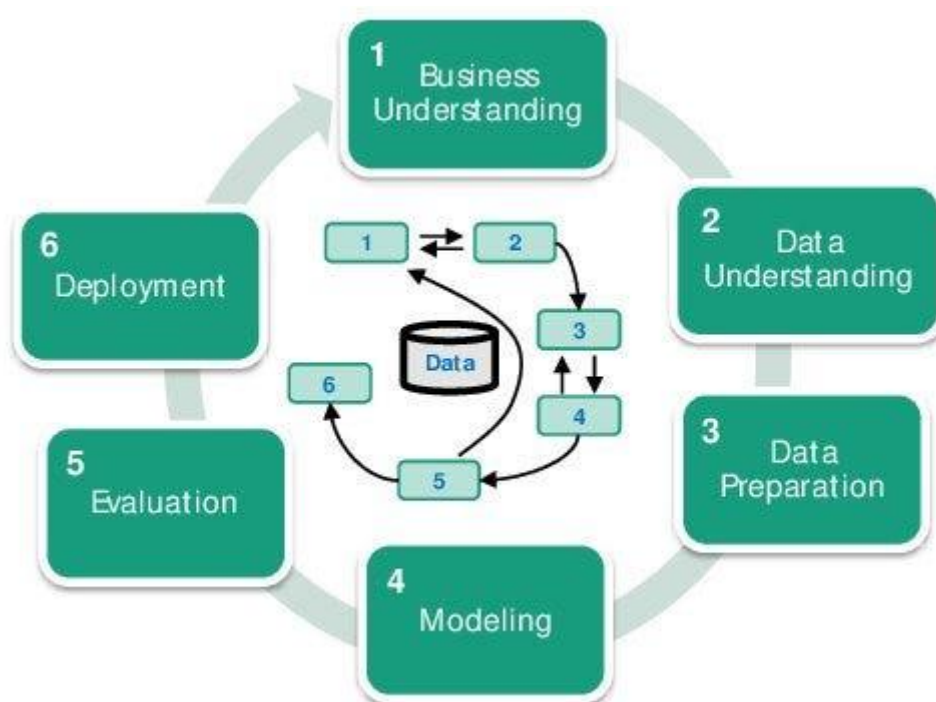 1
Business
Understanding
2
Data
Understanding
3
Data
Preparation
4
Modeling
5
Evaluation
6
Deployment
1
2
3
4
5
6
Data